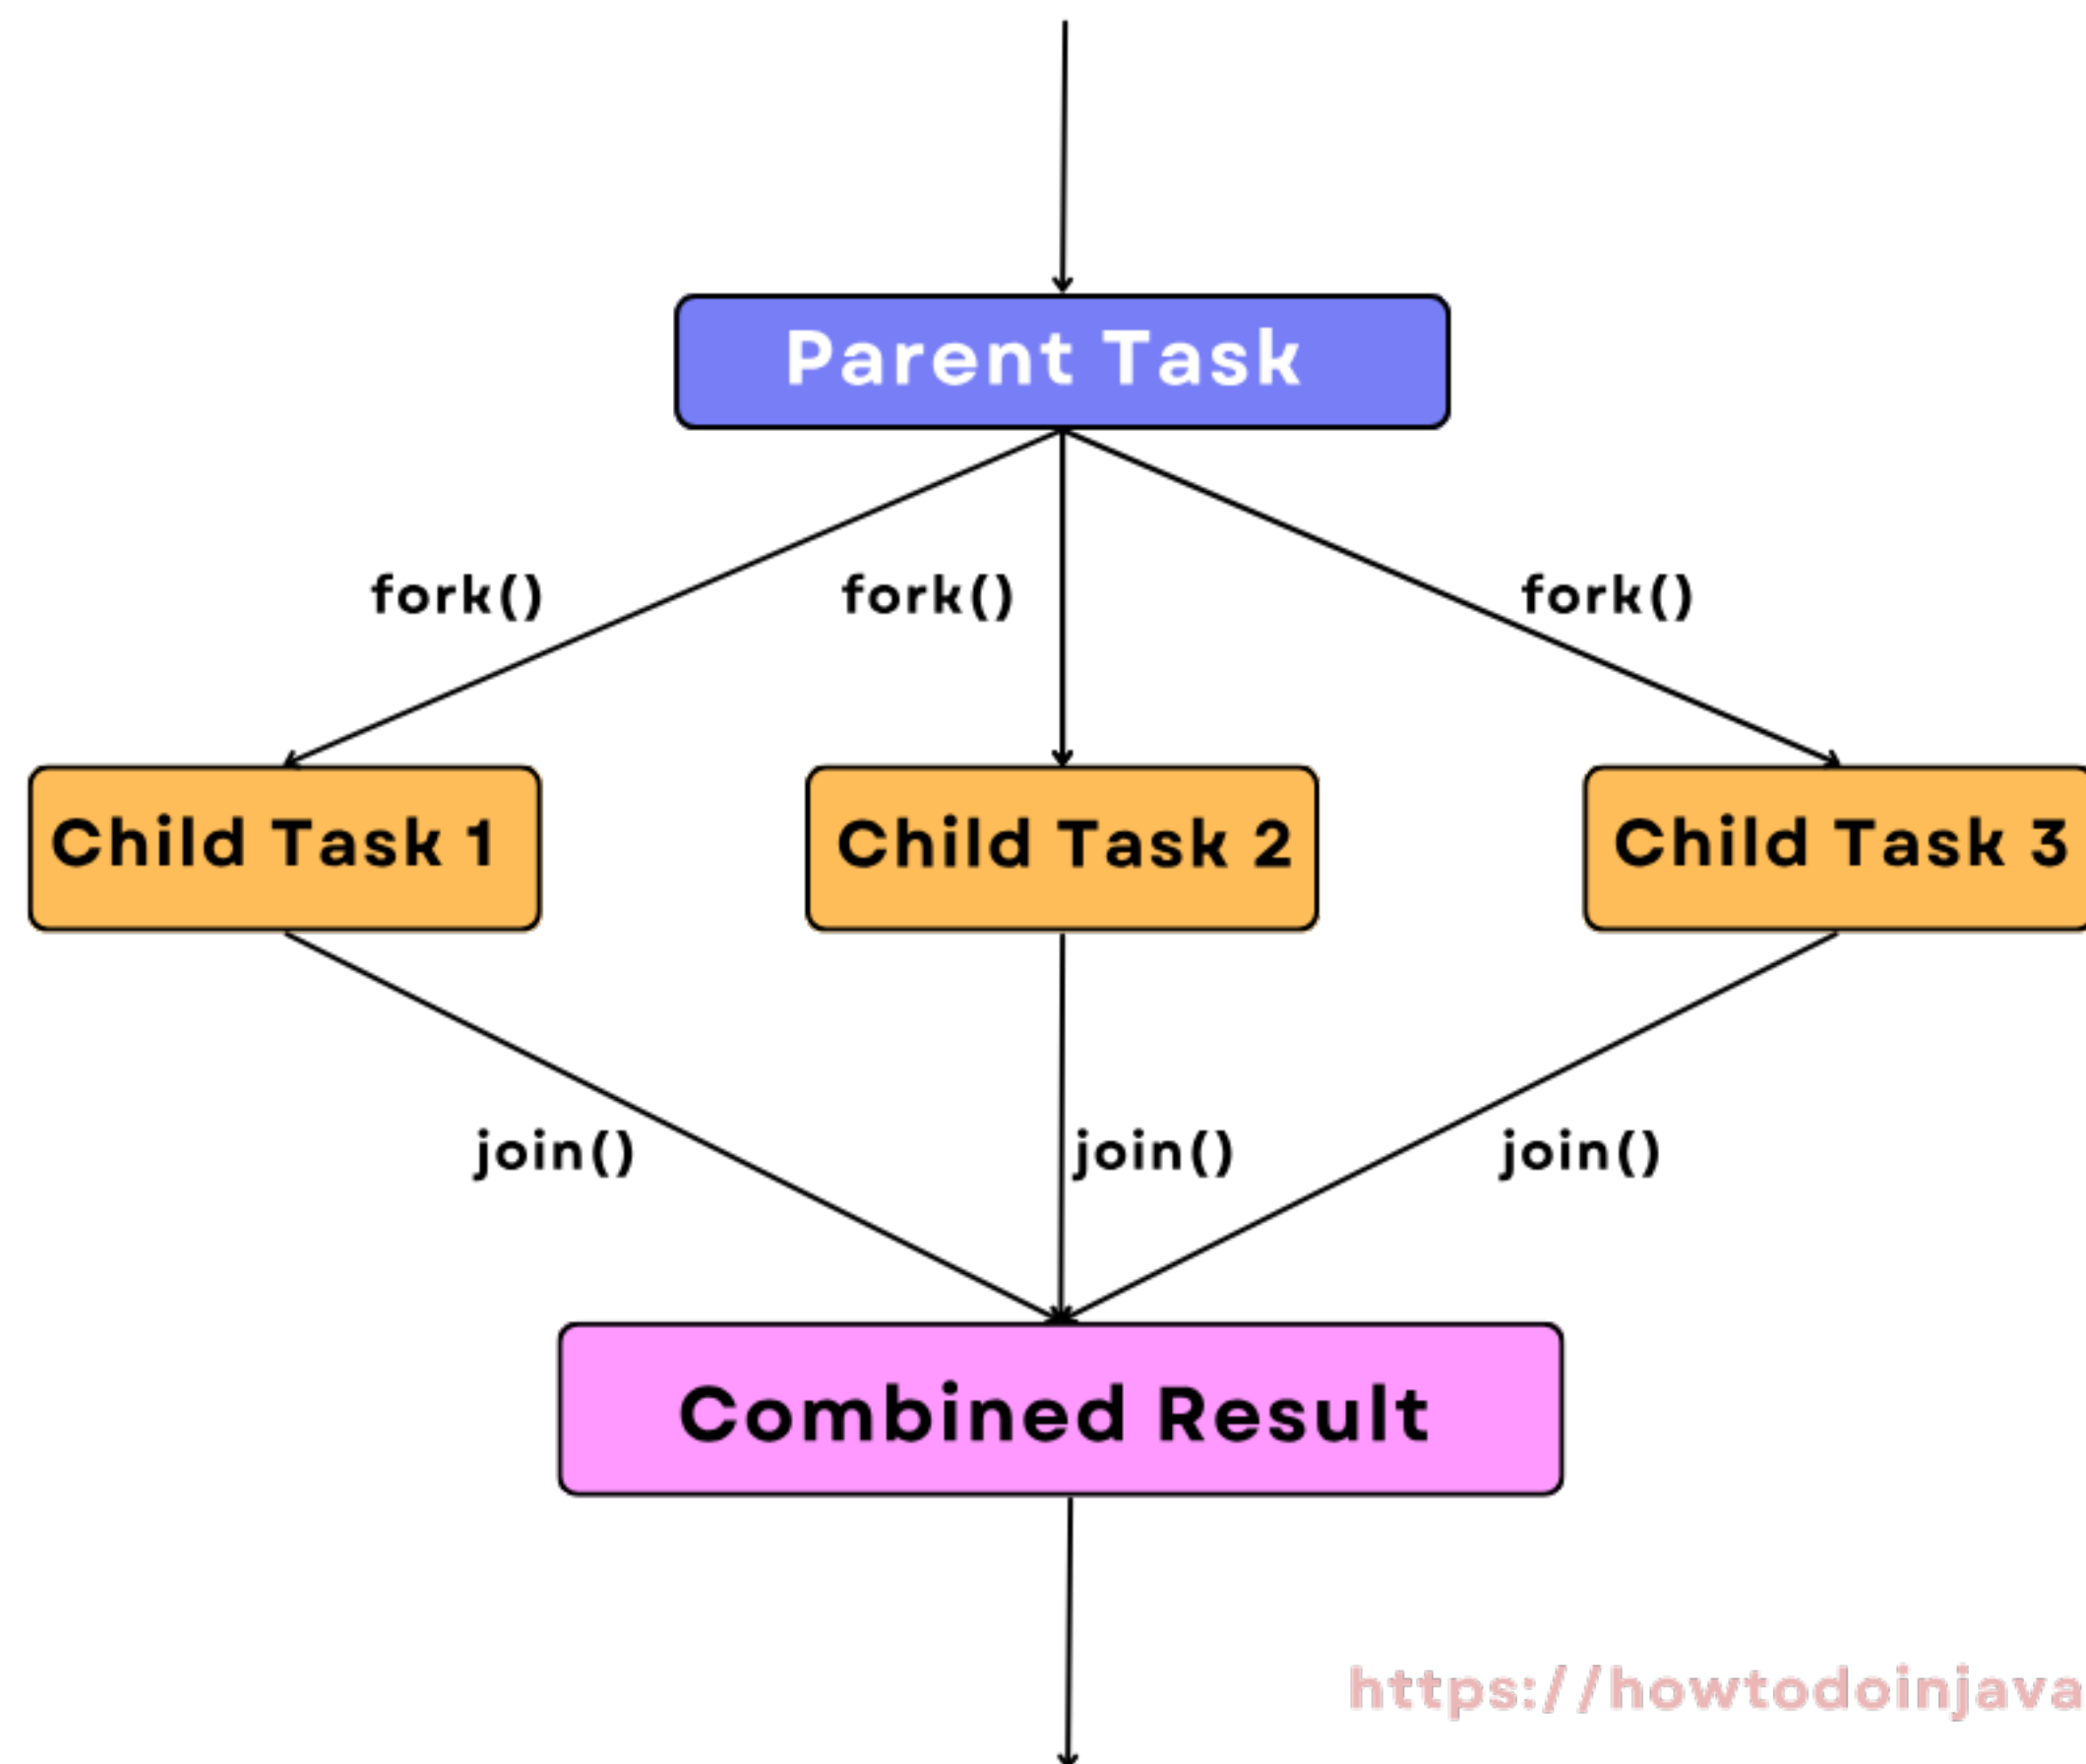 Parent Task
fork() fork() fork()
Child Task 1 Child Task 2 Child Task 3
join() join() join()
Combined Result
https://howtodoinjava